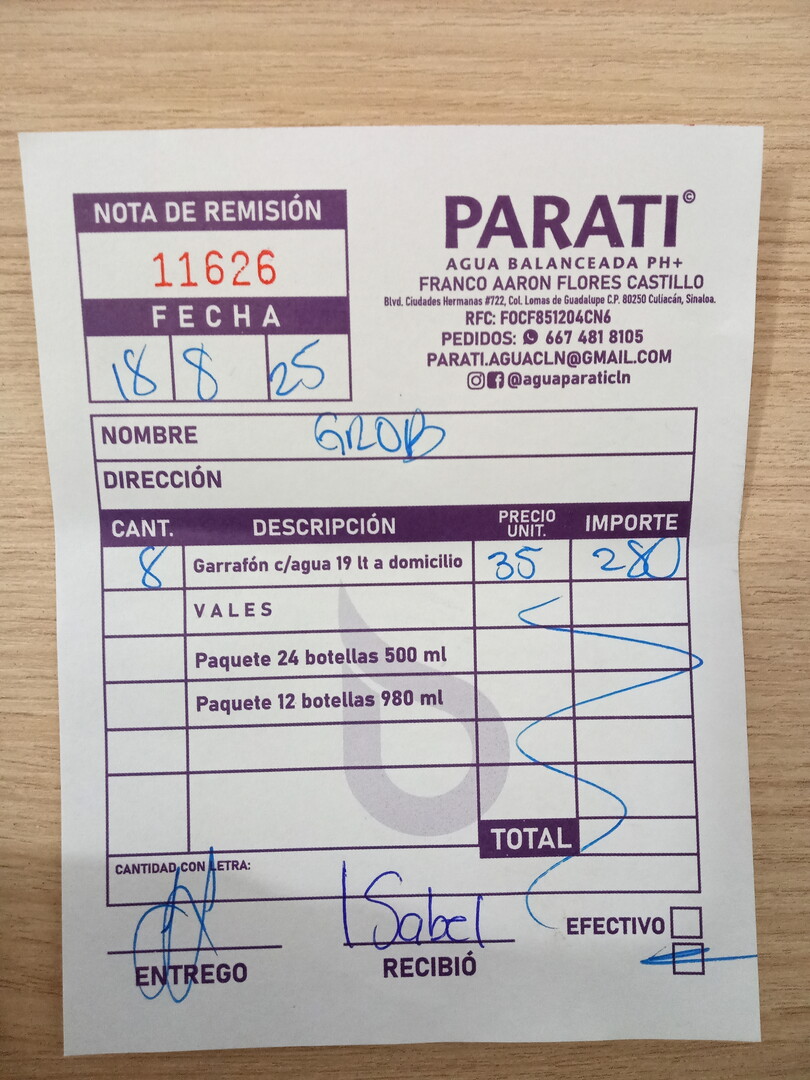 NOTA DE REMISIÓN
11626
FECHA
18 8 25
PARATI©
AGUA BALANCEADA PH+
FRANCO AARON FLORES CASTILLO
Blvd. Ciudades Hermanas #722, Col. Lomas de Guadalupe C.P. 80250 Culiacán, Sinaloa.
RFC: FOCF851204CN6
PEDIDOS: 667 481 8105
PARATI.AGUACLN@GMAIL.COM
@aguaparaticln
NOMBRE
DIRECCIÓN
CANT. DESCRIPCIÓN PRECIO UNIT. IMPORTE
8 Garrafón c/agua 19 lt a domicilio 35 280
VALES
Paquete 24 botellas 500 ml
Paquete 12 botellas 980 ml
TOTAL
CANTIDAD CON LETRA:
Isabel
ENTREGO
RECIBIÓ
EFECTIVO